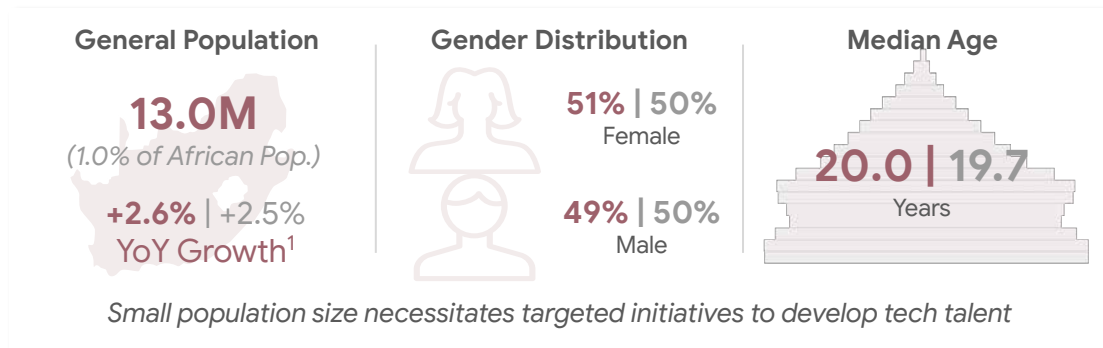 General Population
13.0M
(1.0% of African Pop.)
+2.6% | +2.5%
YoY Growth¹
Gender Distribution
51% | 50%
Female
49% | 50%
Male
Median Age
20.0 | 19.7
Years
Small population size necessitates targeted initiatives to develop tech talent